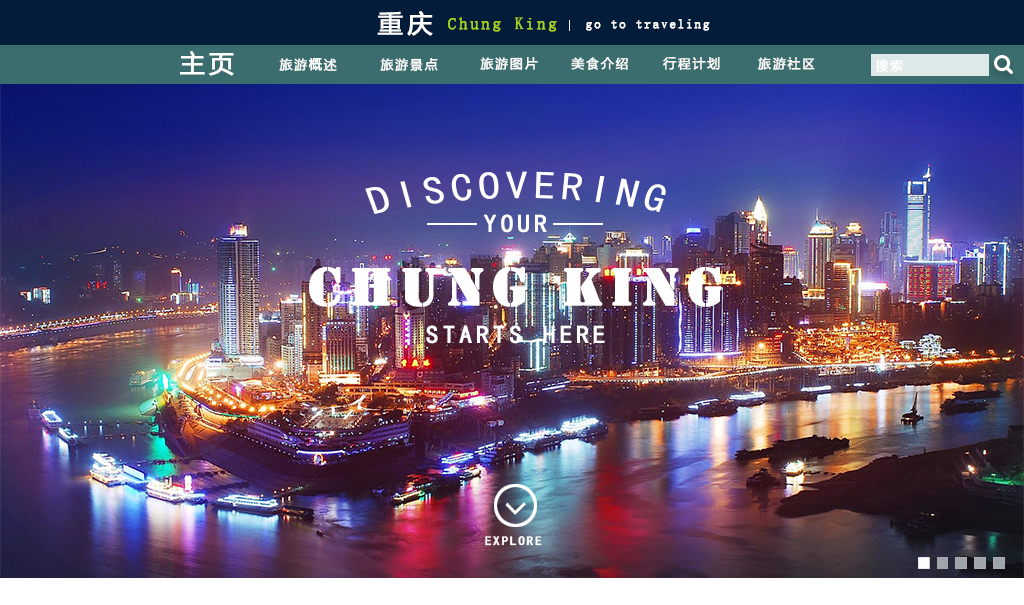 重庆 Chung King | go to traveling
主页 旅游概述 旅游景点 旅游图片 美食介绍 行程计划 旅游社区 搜索
DISCOVERING
YOUR
CHUNG KING
STARTS HERE
EXPLORE